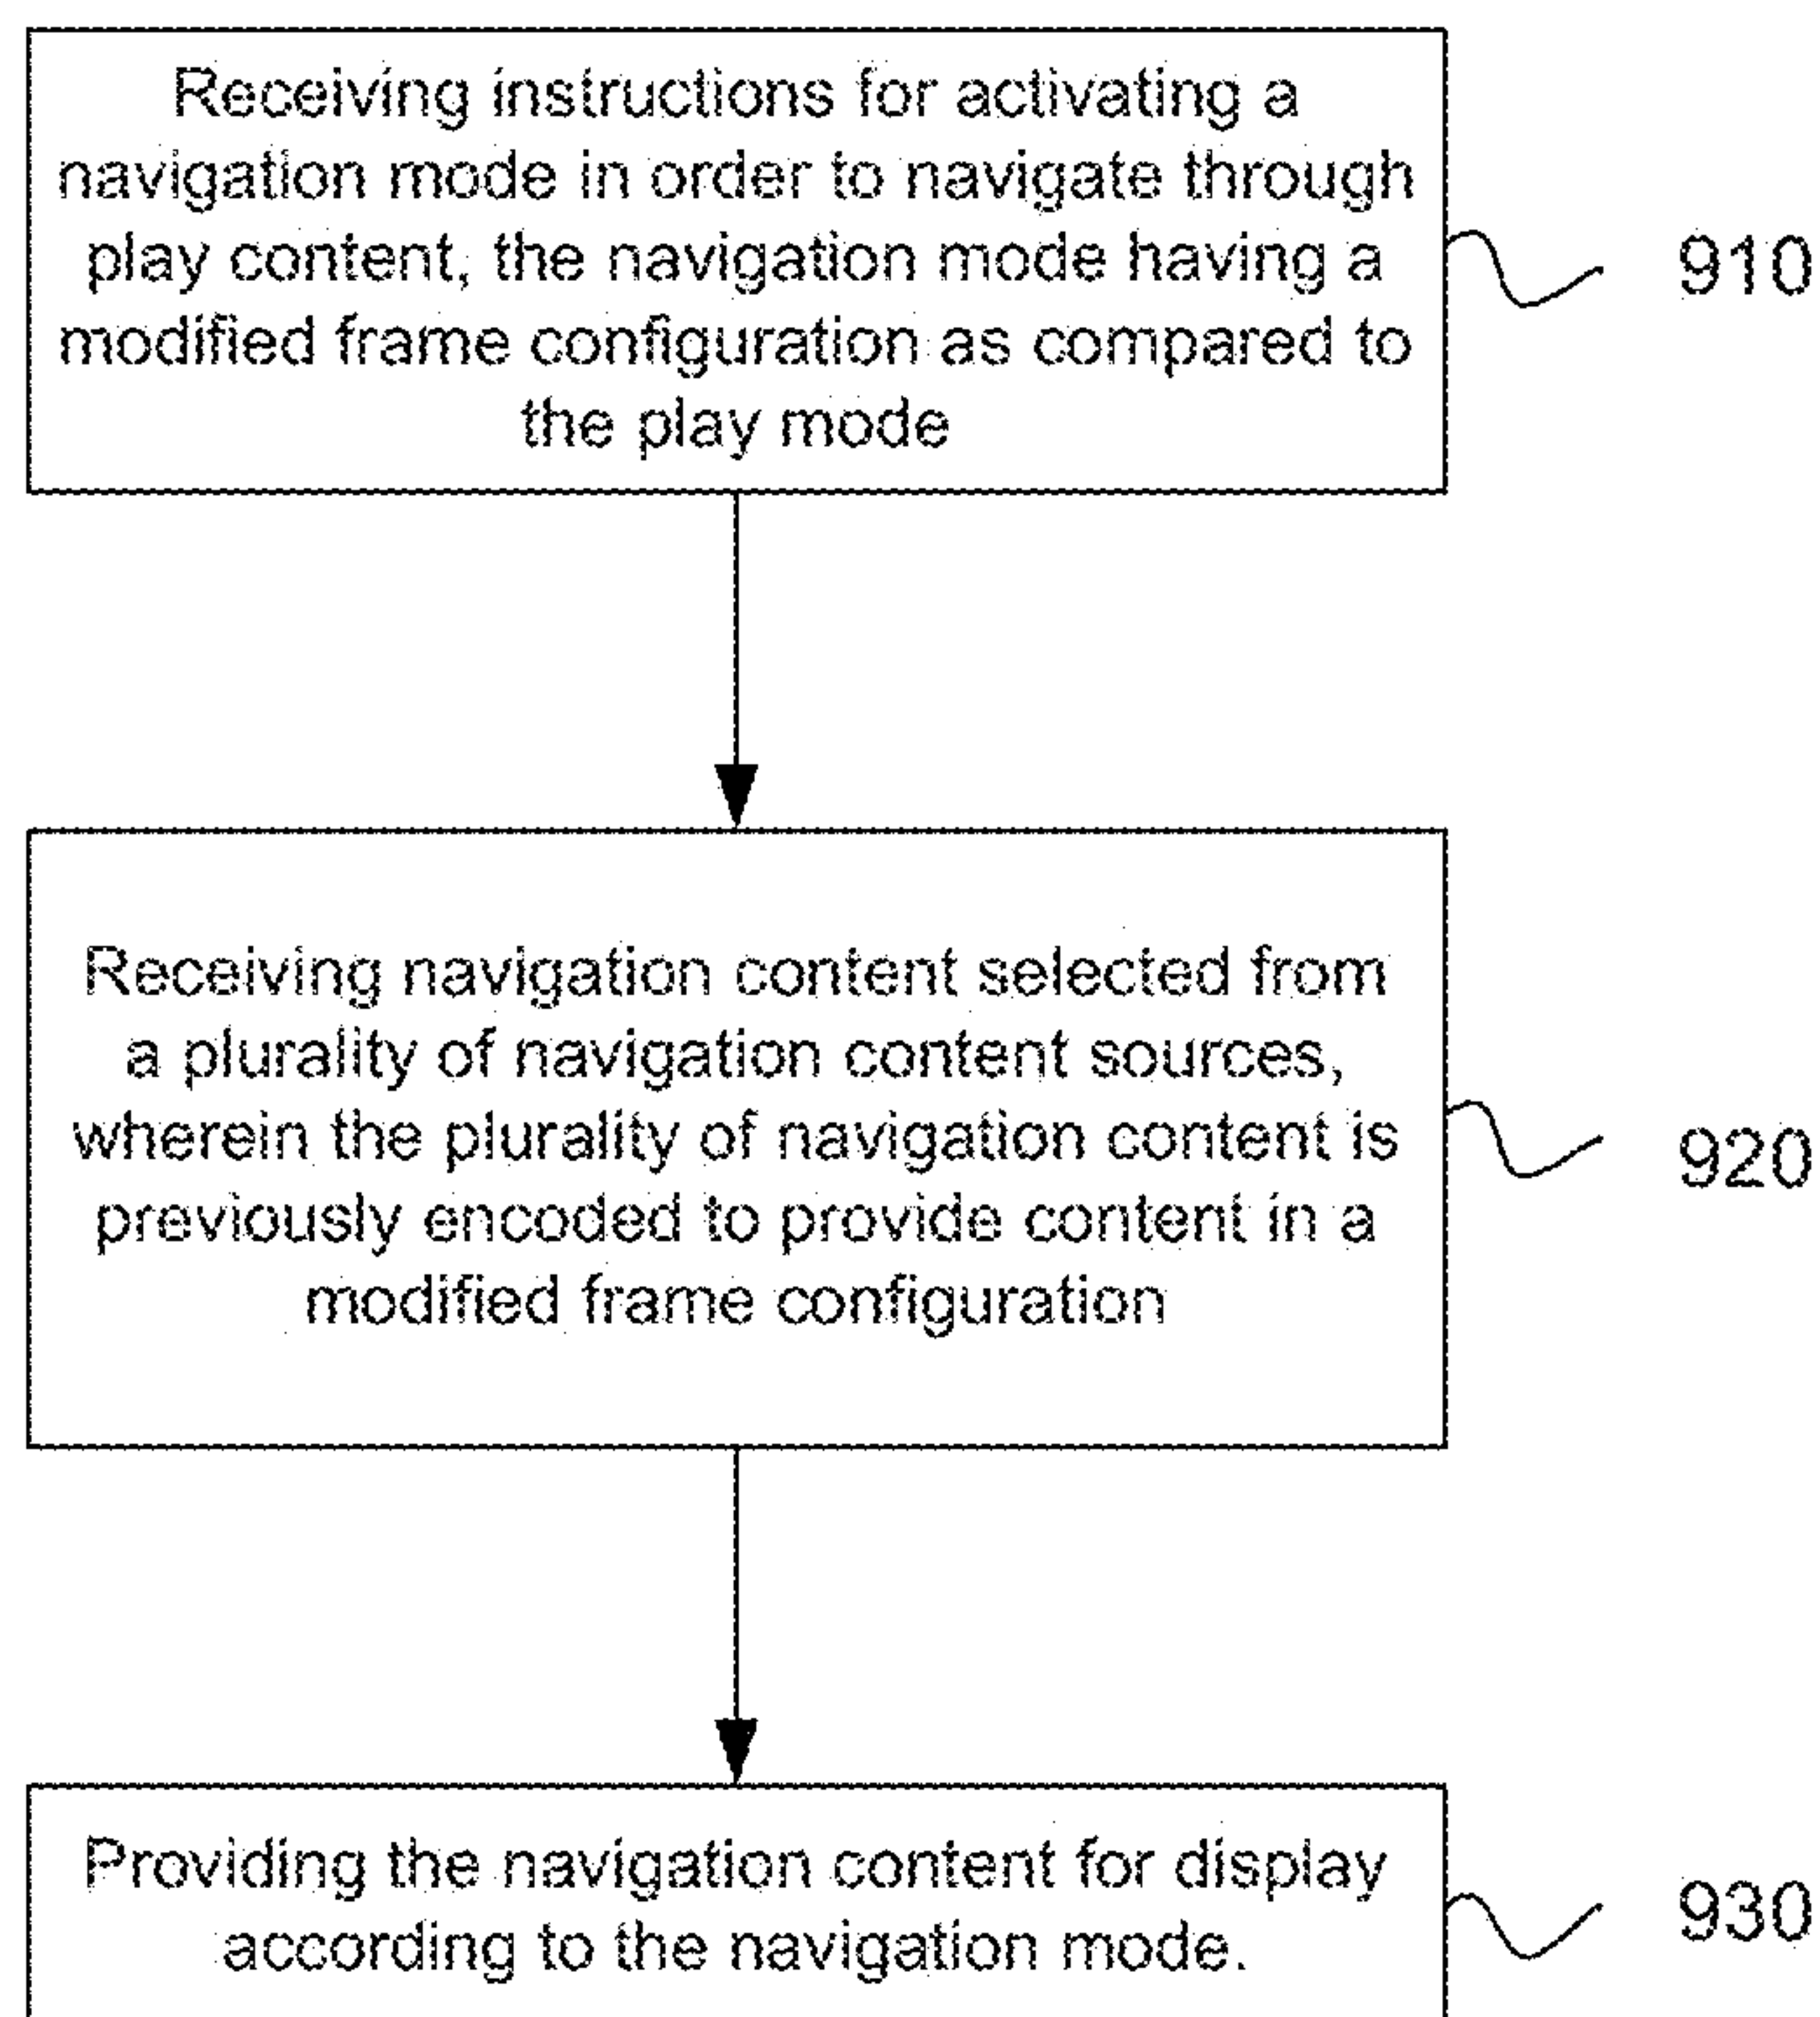 Receiving instructions for activating a
navigation mode in order to navigate through
play content, the navigation mode having a
modified frame configuration as compared to
the play mode
910
Receiving navigation content selected from
a plurality of navigation content sources,
wherein the plurality of navigation content is
previously encoded to provide content in a
modified frame configuration
920
Providing the navigation content for display
according to the navigation mode.
930